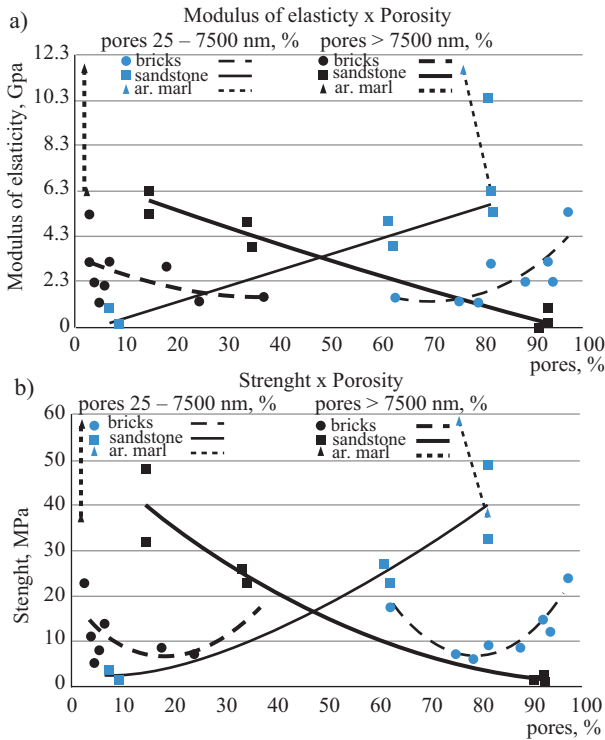 a)
Modulus of elasticty x Porosity
pores 25 – 7500 nm, % pores > 7500 nm, %
bricks bricks
sandstone sandstone
ar. marl ar. marl
Modulus of elsaticity, Gpa
12.3
10.3
8.3
6.3
4.3
2.3
0
0 10 20 30 40 50 60 70 80 90 100
pores, %
b)
Strenght x Porosity
pores 25 – 7500 nm, % pores > 7500 nm, %
bricks bricks
sandstone sandstone
ar. marl ar. marl
Stenght, MPa
60
50
40
30
20
10
0
0 10 20 30 40 50 60 70 80 90 100
pores, %